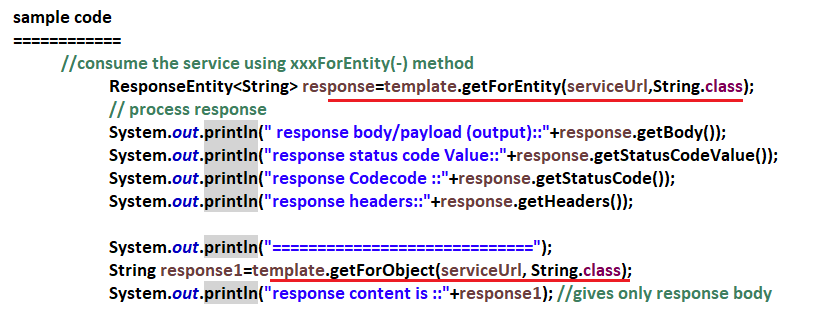 sample code
============
//consume the service using xxxForEntity(-) method
ResponseEntity<String> response=template.getForEntity(serviceUrl,String.class);
// process response
System.out.println(" response body/payload (output)::"+response.getBody());
System.out.println("response status code Value::"+response.getStatusCodeValue());
System.out.println("response Codecode ::"+response.getStatusCode());
System.out.println("response headers::"+response.getHeaders());
System.out.println("=============================");
String response1=template.getForObject(serviceUrl, String.class);
System.out.println("response content is ::"+response1); //gives only response body